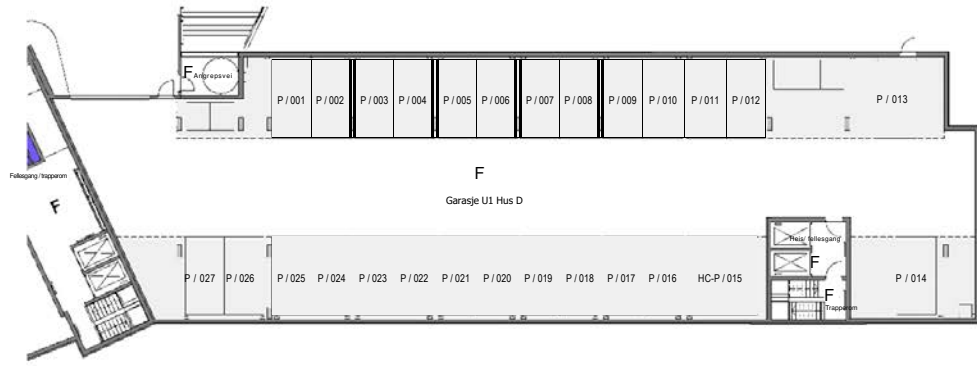 F Angrepsvei
P / 001 P / 002 P / 003 P / 004 P / 005 P / 006 P / 007 P / 008 P / 009 P / 010 P / 011 P / 012 P / 013
Fellesgang / trapperom
F
F
Garasje U1 Hus D
Heis/ fellesgang
F
P / 027 P / 026 P / 025 P / 024 P / 023 P / 022 P / 021 P / 020 P / 019 P / 018 P / 017 P / 016 HC-P / 015 P / 014
F
Trapperom